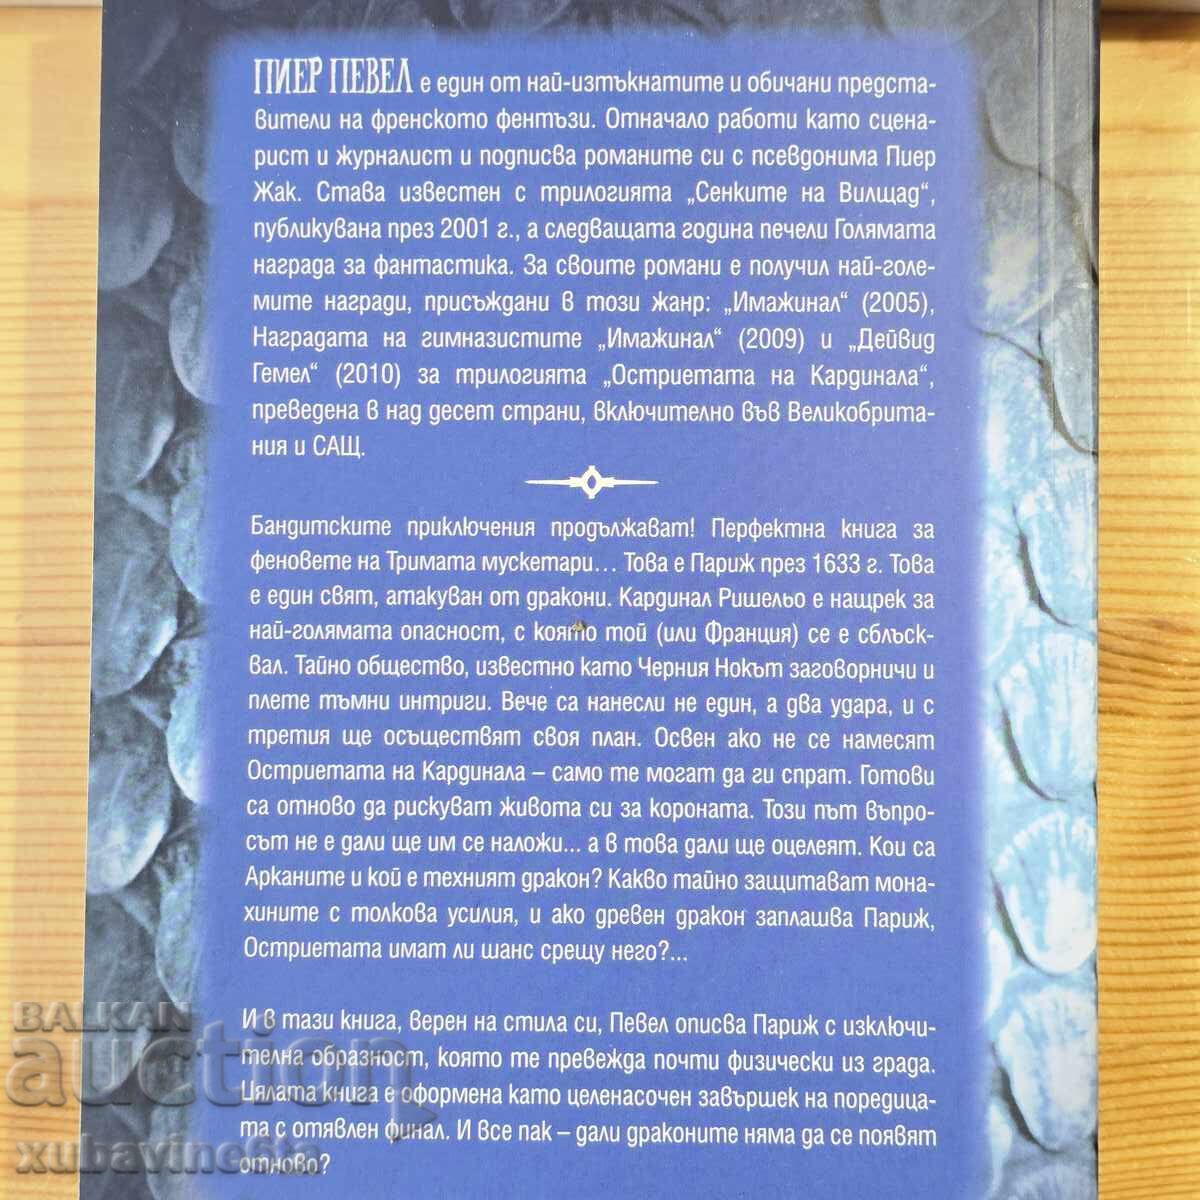 ПИЕР ПЕВЕЛ е един от най-изтъкнатите и обичани предста-
вители на френското фентъзи. Отначало работи като сцена-
рист и журналист и подписва романите си с псевдонима Пиер
Жак. Става известен с трилогията „Сенките на Вилщад“,
публикувана през 2001 г., а следващата година печели Голямата
награда за фантастика. За своите романи е получил най-голе-
мите награди, присъждани в този жанр: „Имажинал“ (2005),
Наградата на гимназистите „Имажинал“ (2009) и „Дейвид
Гемел“ (2010) за трилогията „Остриетата на Кардинала“,
преведена в над десет страни, включително във Великобрита-
ния и САЩ.
Бандитските приключения продължават! Перфектна книга за
феновете на Тримата мускетари... Това е Париж през 1633 г. Това
е един свят, атакуван от дракони. Кардинал Ришельо е нащрек за
най-голямата опасност, с която той (или Франция) се е сблъск-
вал. Тайно общество, известно като Черния Нокът заговорничи и
плете тъмни интриги. Вече са нанесли не един, а два удара, и с
третия ще осъществят своя план. Освен ако не се намесят
Остриетата на Кардинала – само те могат да ги спрат. Готови
са отново да рискуват живота си за короната. Този път въпро-
сът не е дали ще им се наложи... а в това дали ще оцелеят. Кои са
Арканите и кой е техният дракон? Какво тайно защитават мона-
хините с толкова усилия, и ако древен дракон заплашва Париж,
Остриетата имат ли шанс срещу него?...
И в тази книга, верен на стила си, Певел описва Париж с изключи-
телна образност, която те превежда почти физически из града.
Цялата книга е оформена като целенасочен завършек на поредица-
та с отявлен финал. И все пак – дали драконите няма да се появят
отново?
BALKAN
auction
xubavinesta